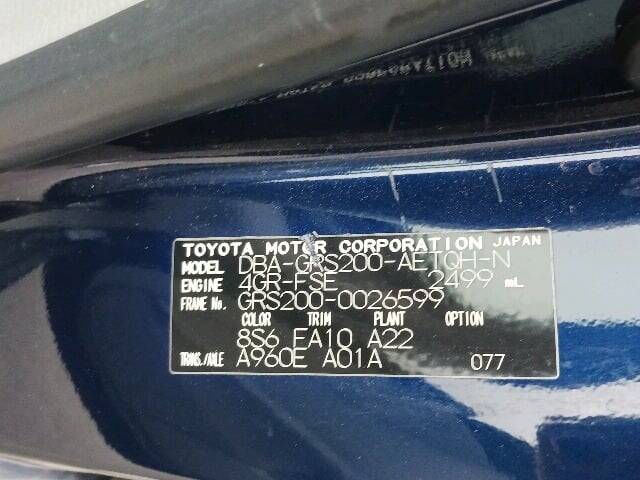 TOYOTA MOTOR CORPORATION JAPAN
MODEL DBA-GRS200-AETQH-N
ENGINE 4GR-FSE 2499 mL
FRAME No. GRS200-0026599
COLOR TRIM PLANT OPTION
8S6 FA10 A22
TRANS./AXLE A960E A01A 077